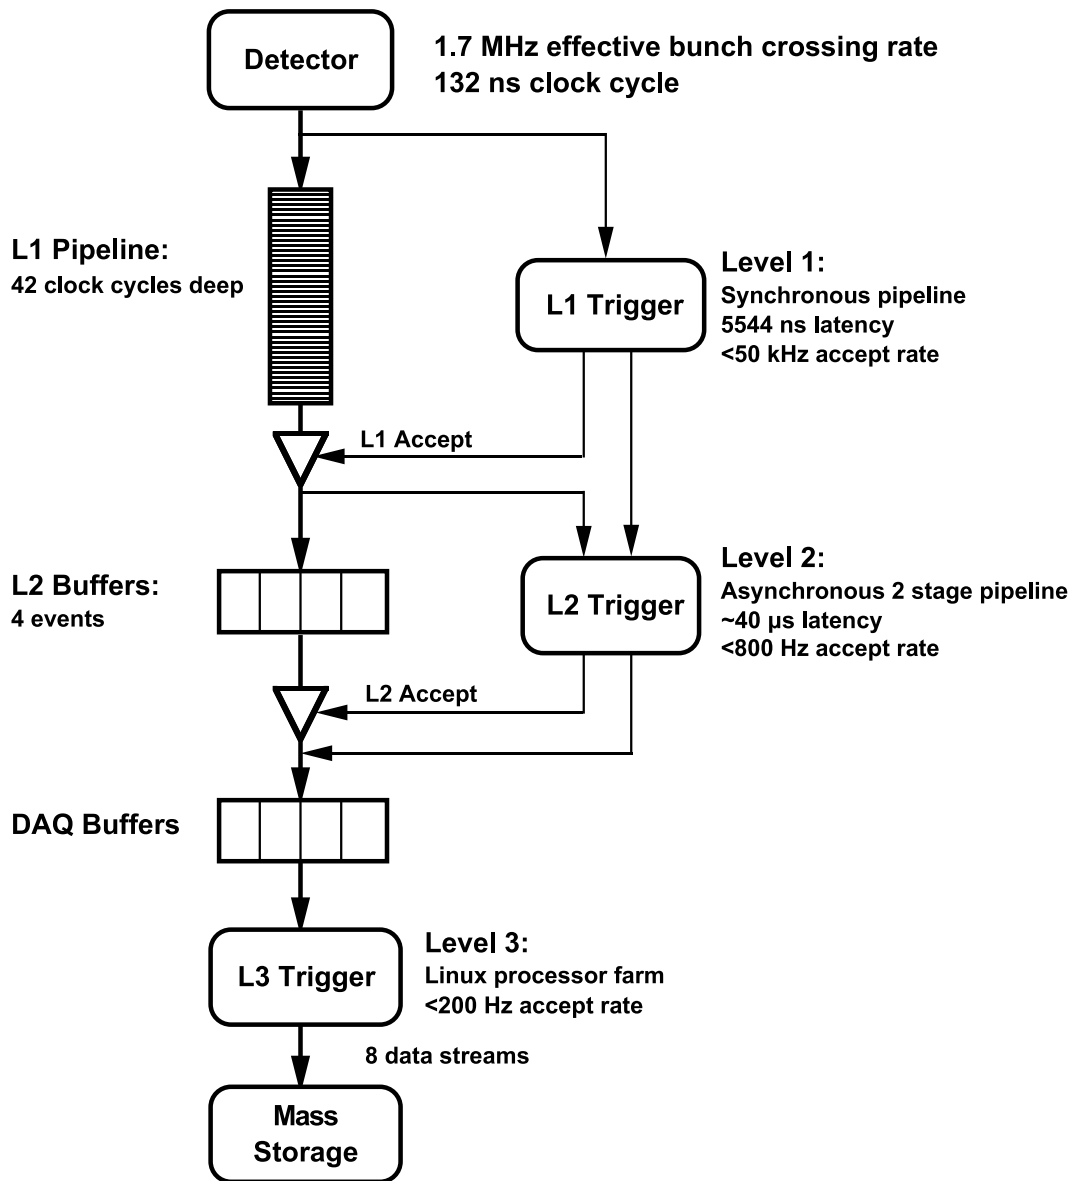 Detector
1.7 MHz effective bunch crossing rate
132 ns clock cycle
L1 Pipeline:
42 clock cycles deep
L1 Trigger
Level 1:
Synchronous pipeline
5544 ns latency
<50 kHz accept rate
L1 Accept
L2 Buffers:
4 events
L2 Trigger
Level 2:
Asynchronous 2 stage pipeline
~40 µs latency
<800 Hz accept rate
L2 Accept
DAQ Buffers
L3 Trigger
Level 3:
Linux processor farm
<200 Hz accept rate
8 data streams
Mass
Storage